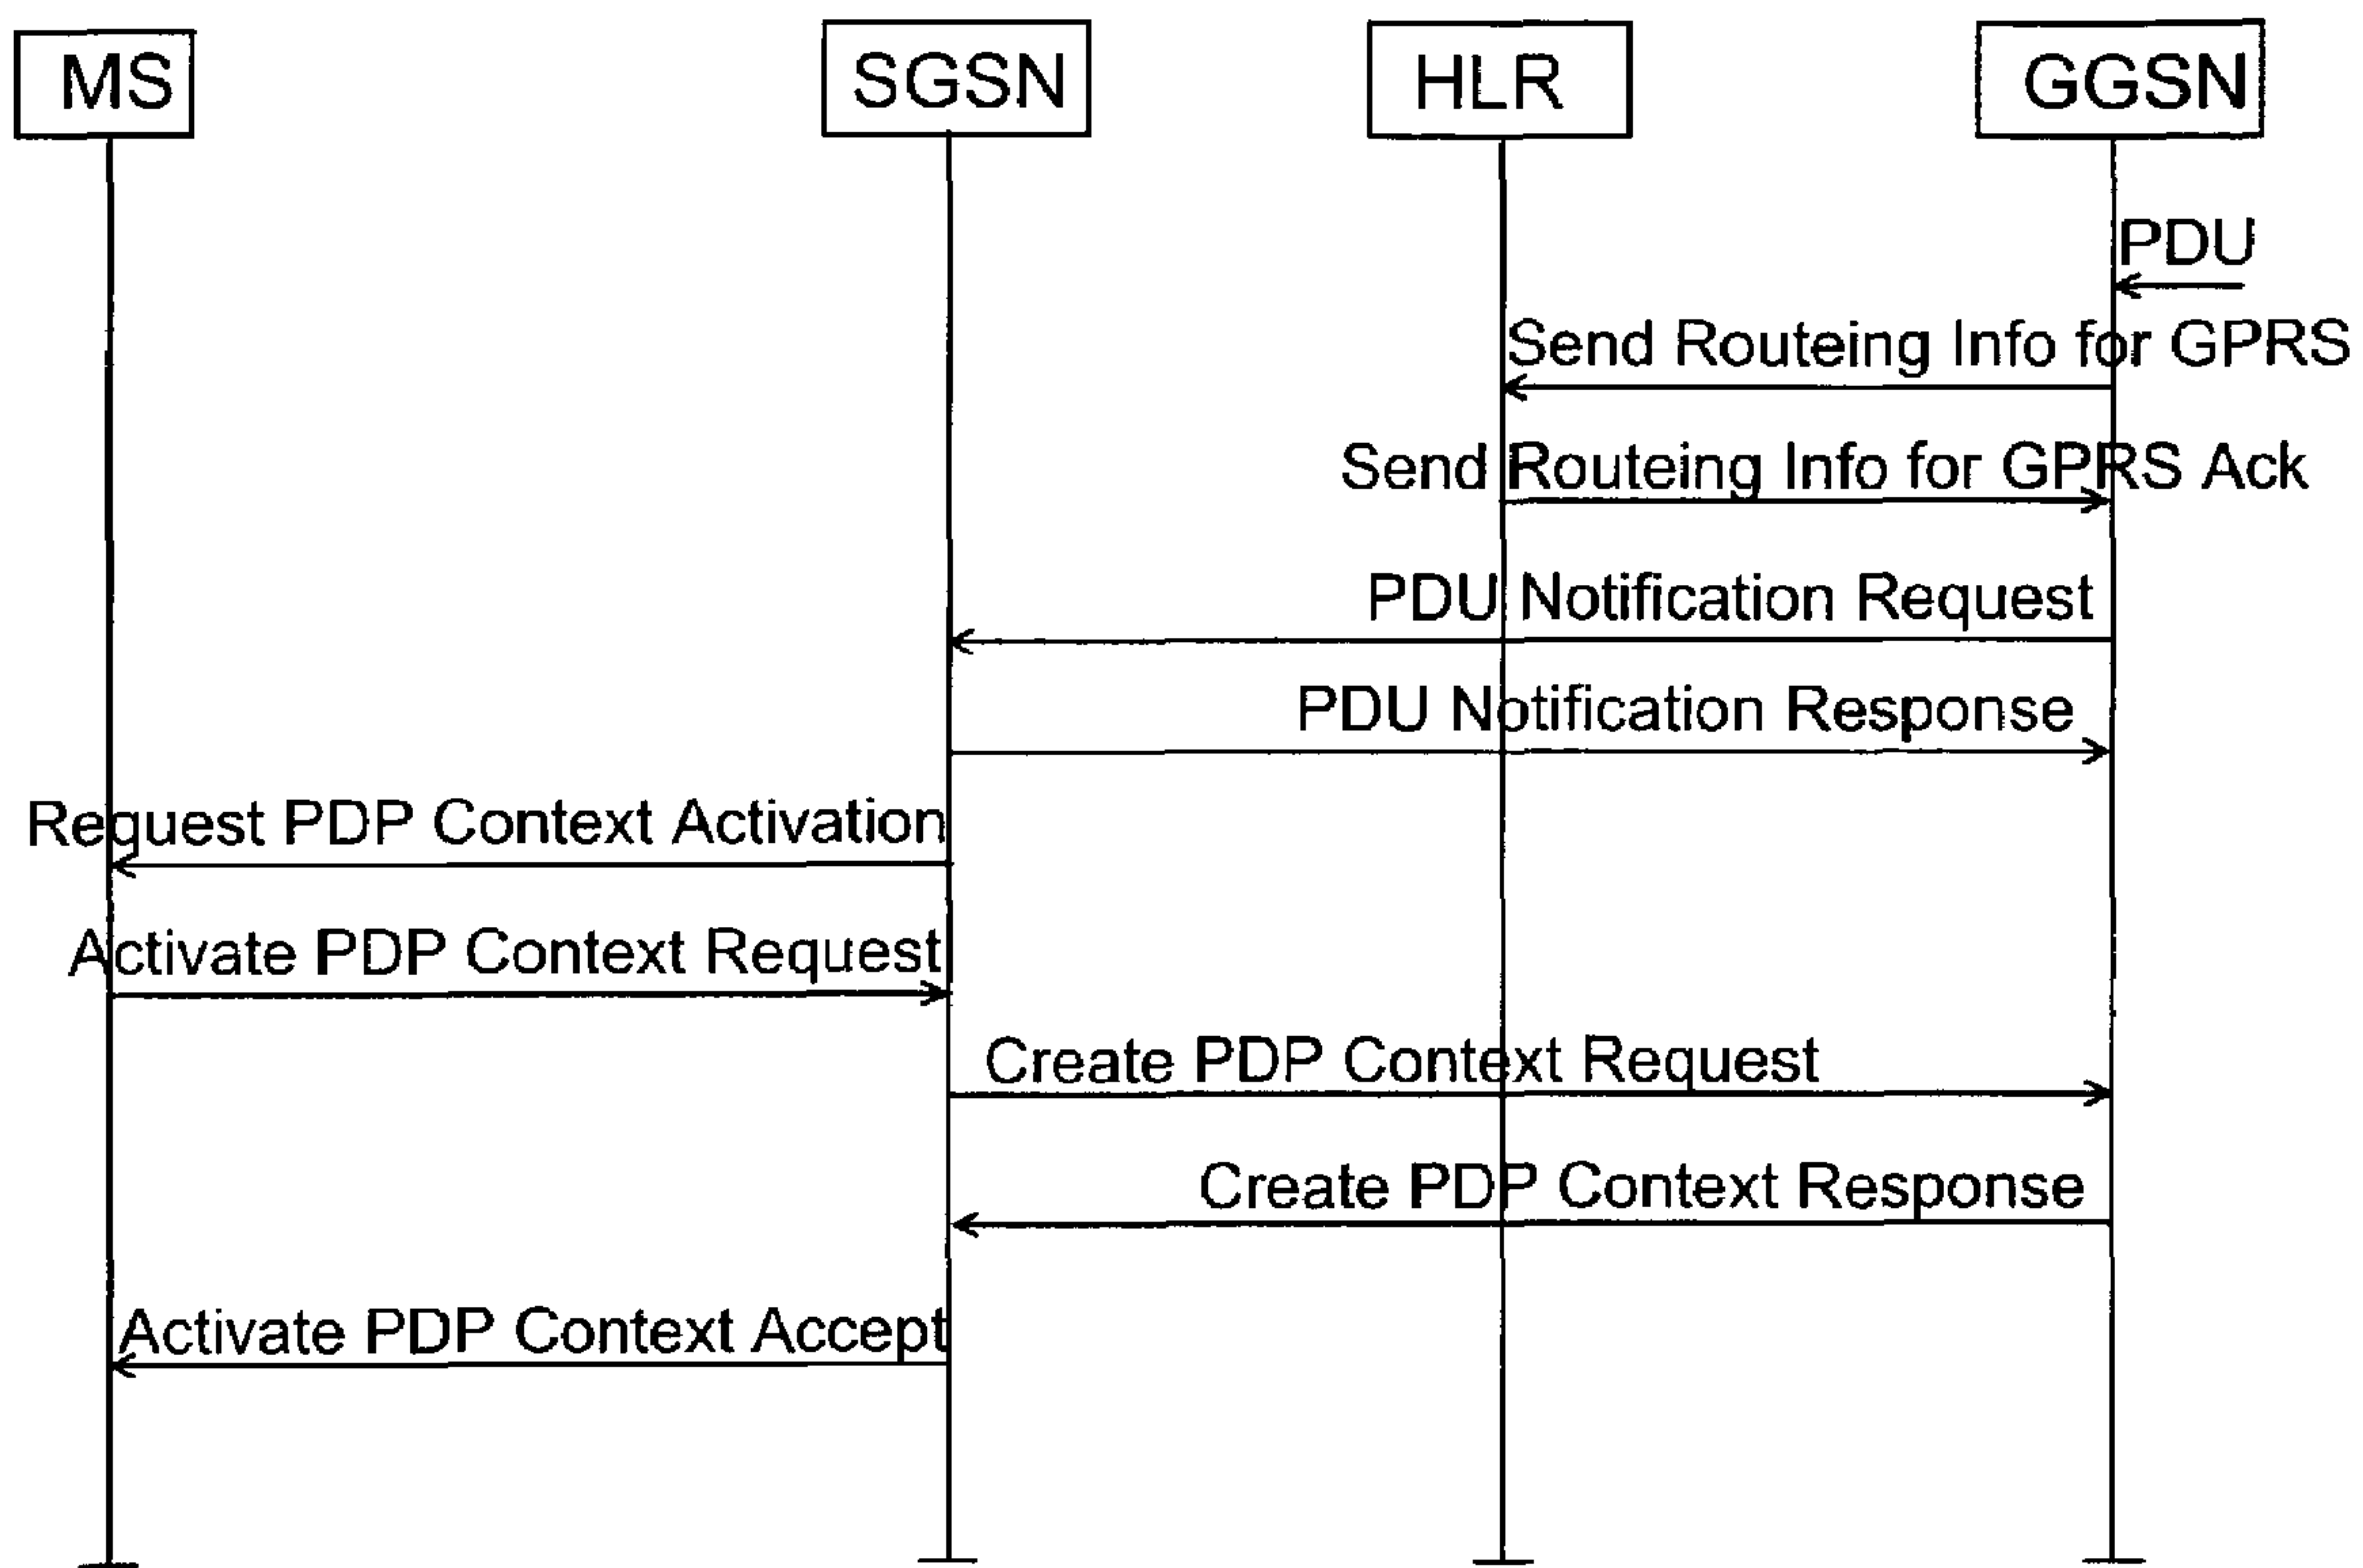 MS
SGSN
HLR
GGSN
PDU
Send Routeing Info for GPRS
Send Routeing Info for GPRS Ack
PDU Notification Request
PDU Notification Response
Request PDP Context Activation
Activate PDP Context Request
Create PDP Context Request
Create PDP Context Response
Activate PDP Context Accept